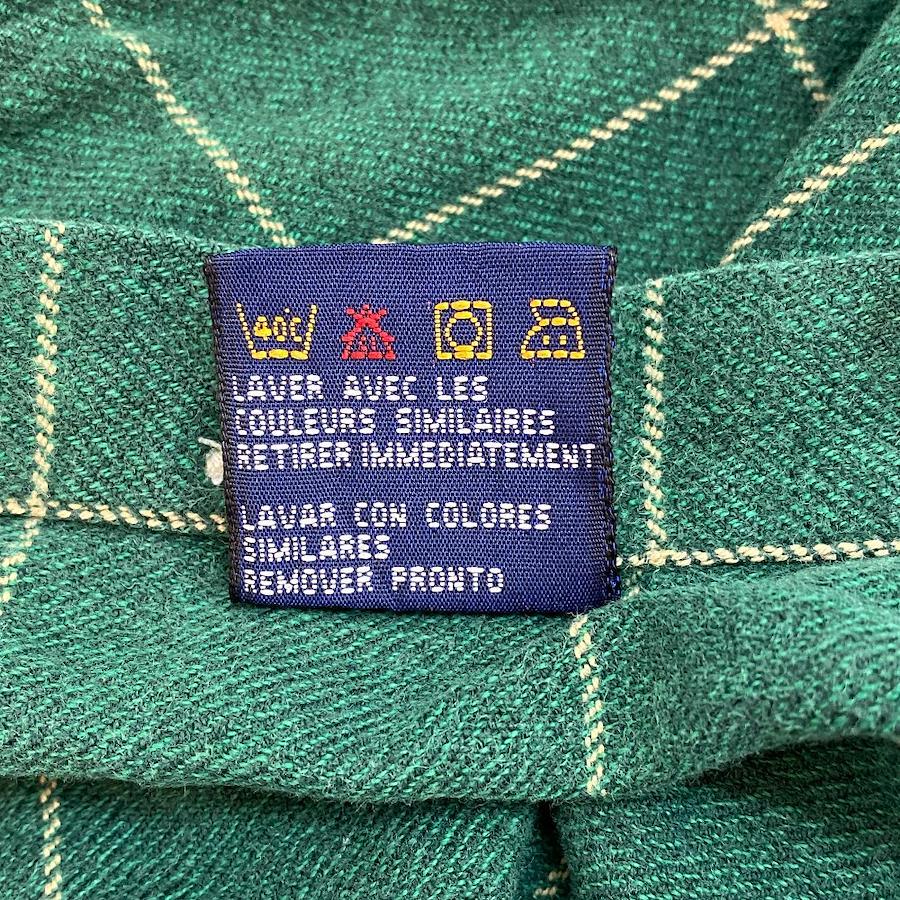 40c
LAVER AVEC LES
COULEURS SIMILAIRES
RETIRER IMMEDIATEMENT
LAVAR CON COLORES
SIMILARES
REMOVER PRONTO